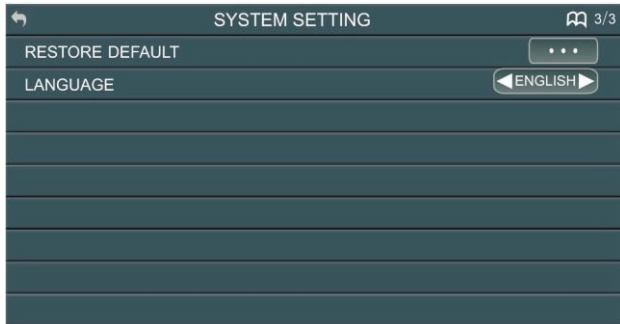 SYSTEM SETTING 3/3
RESTORE DEFAULT ...
LANGUAGE ENGLISH